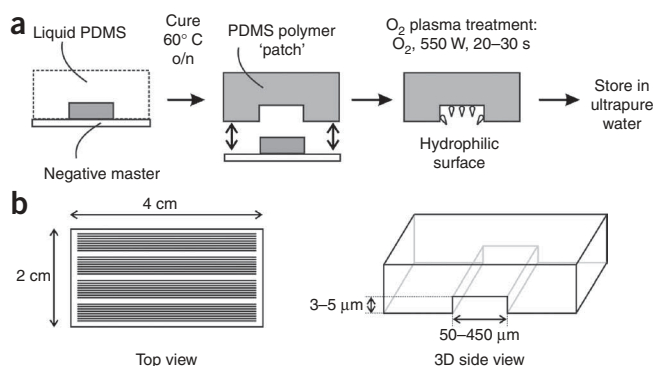 a
Liquid PDMS
Negative master
Cure
60° C
o/n
PDMS polymer
'patch'
O₂ plasma treatment:
O₂, 550 W, 20–30 s
Hydrophilic
surface
Store in
ultrapure
water
b
4 cm
2 cm
Top view
3–5 μm
50–450 μm
3D side view